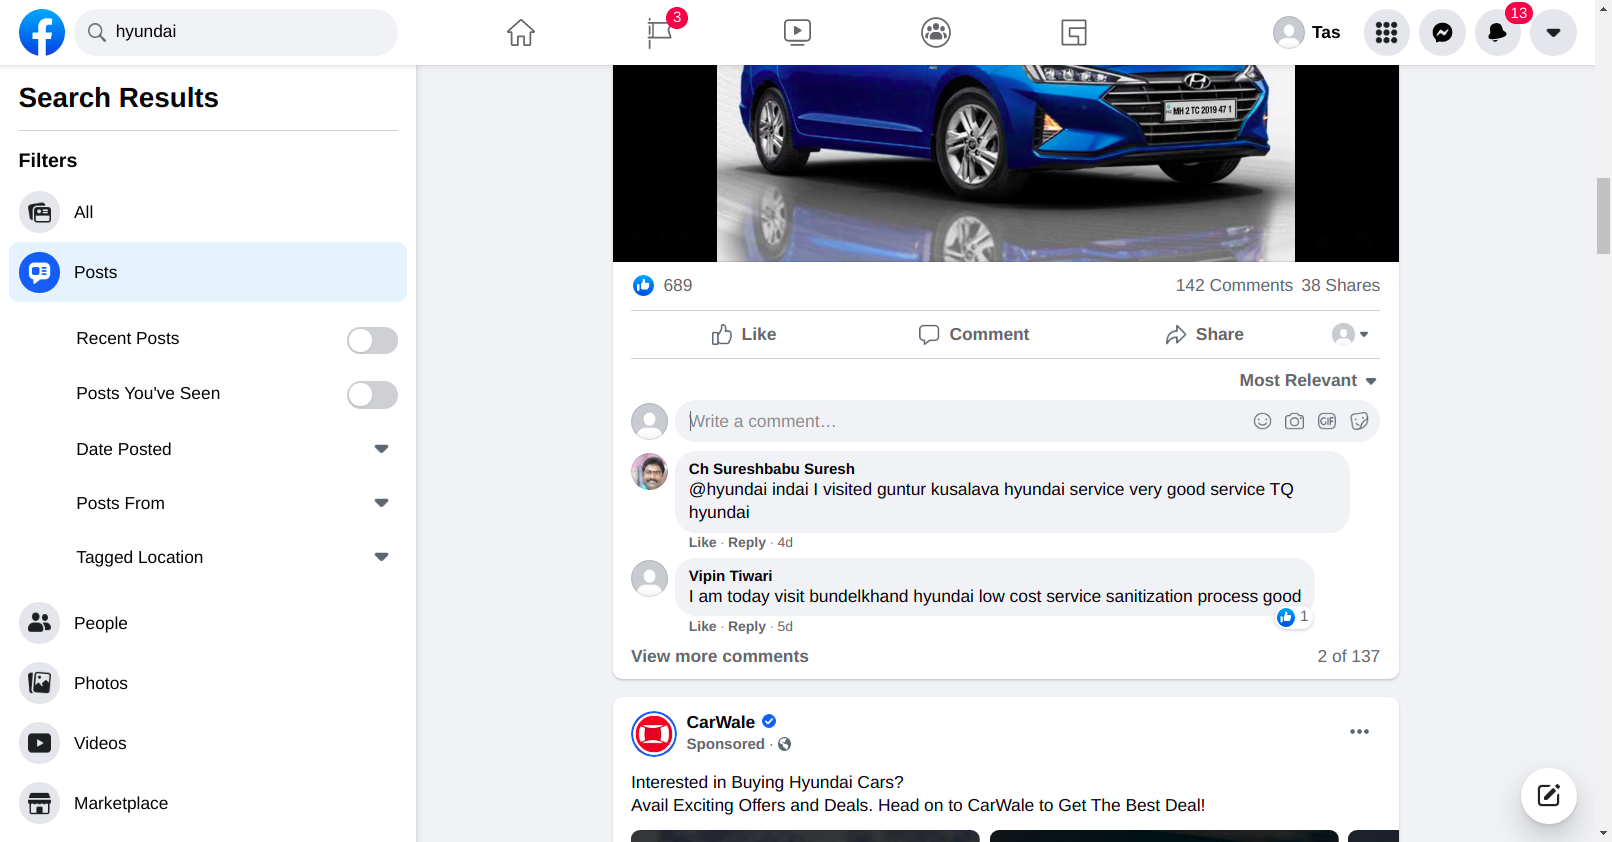 hyundai
3
Tas
13
Search Results
Filters
All
Posts
Recent Posts
Posts You've Seen
Date Posted
Posts From
Tagged Location
People
Photos
Videos
Marketplace
MH 2 TC 2019 47 1
689
142 Comments 38 Shares
Like
Comment
Share
Most Relevant
Write a comment…
GIF
Ch Sureshbabu Suresh
@hyundai indai I visited guntur kusalava hyundai service very good service TQ
hyundai
Like · Reply · 4d
Vipin Tiwari
I am today visit bundelkhand hyundai low cost service sanitization process good
1
Like · Reply · 5d
View more comments
2 of 137
CarWale
Sponsored ·
Interested in Buying Hyundai Cars?
Avail Exciting Offers and Deals. Head on to CarWale to Get The Best Deal!